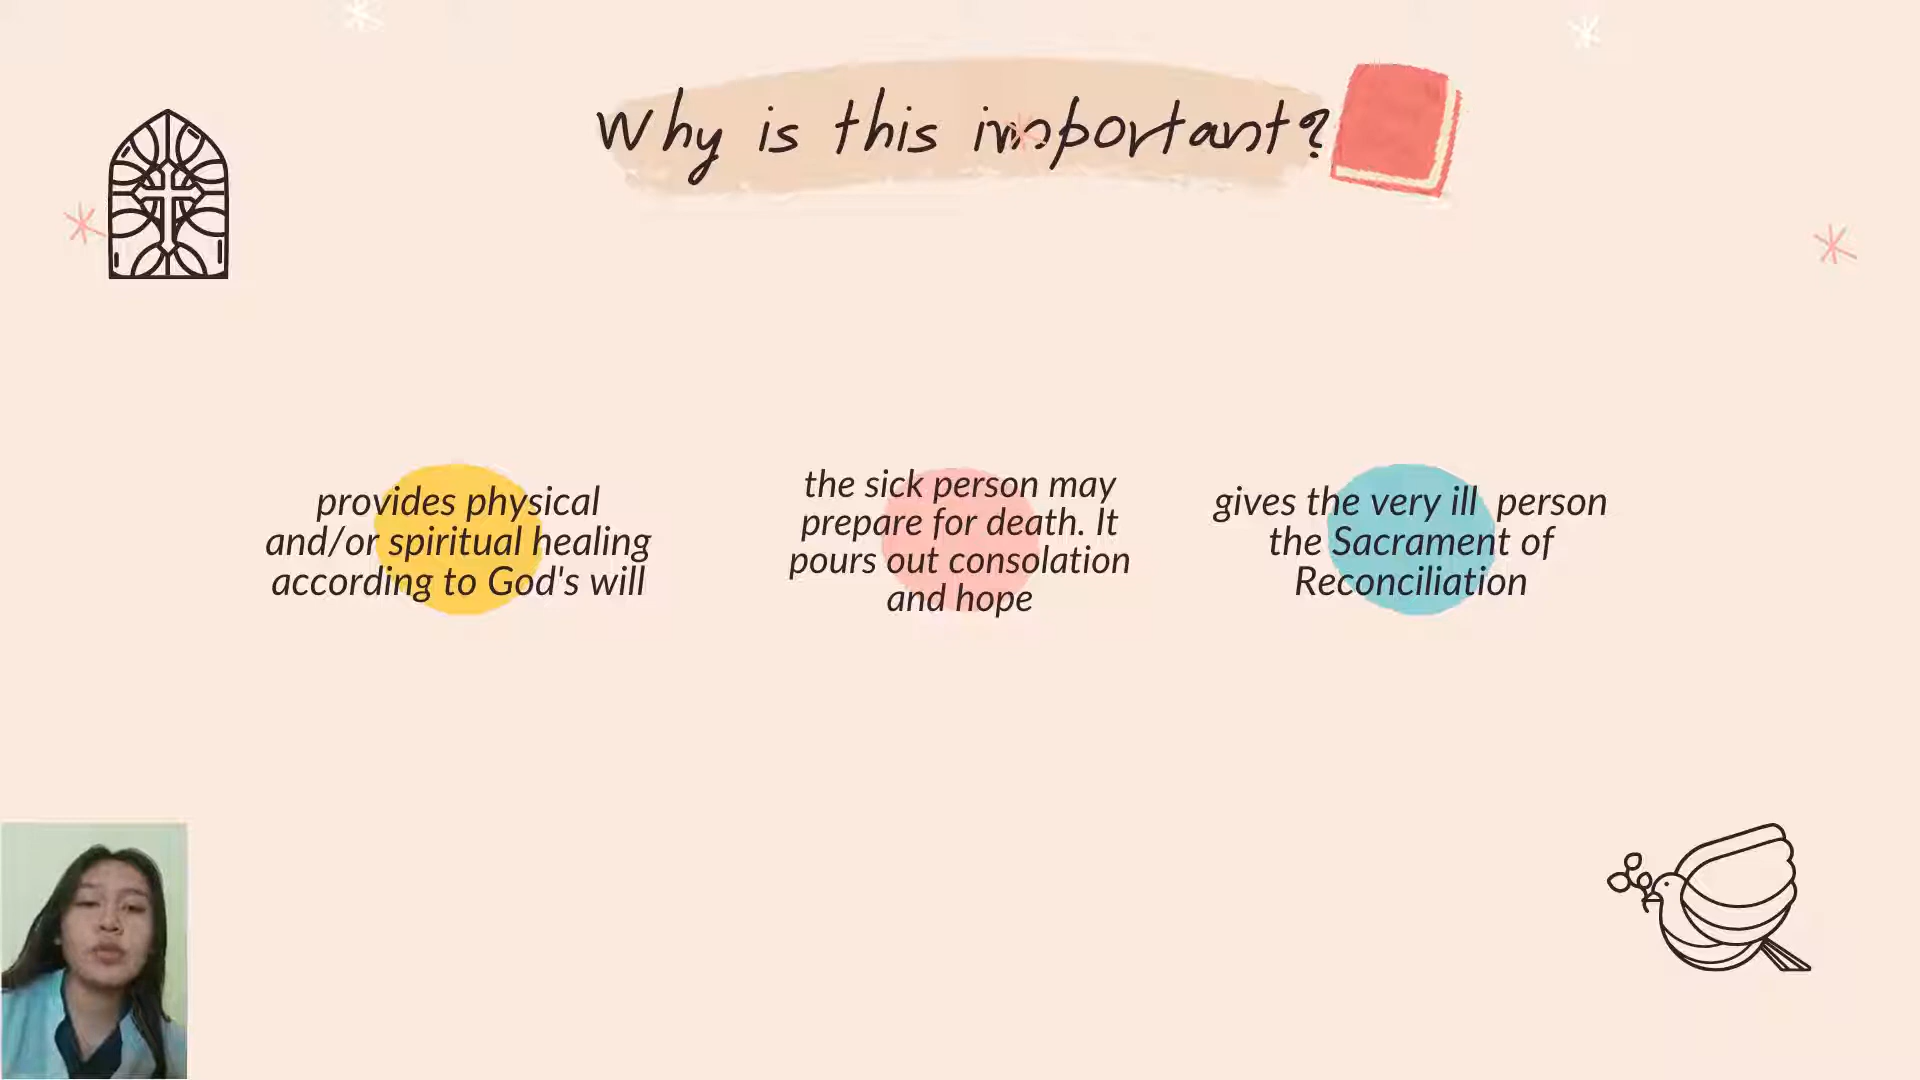 Why is this important?
provides physical
and/or spiritual healing
according to God's will
the sick person may
prepare for death. It
pours out consolation
and hope
gives the very ill person
the Sacrament of
Reconciliation